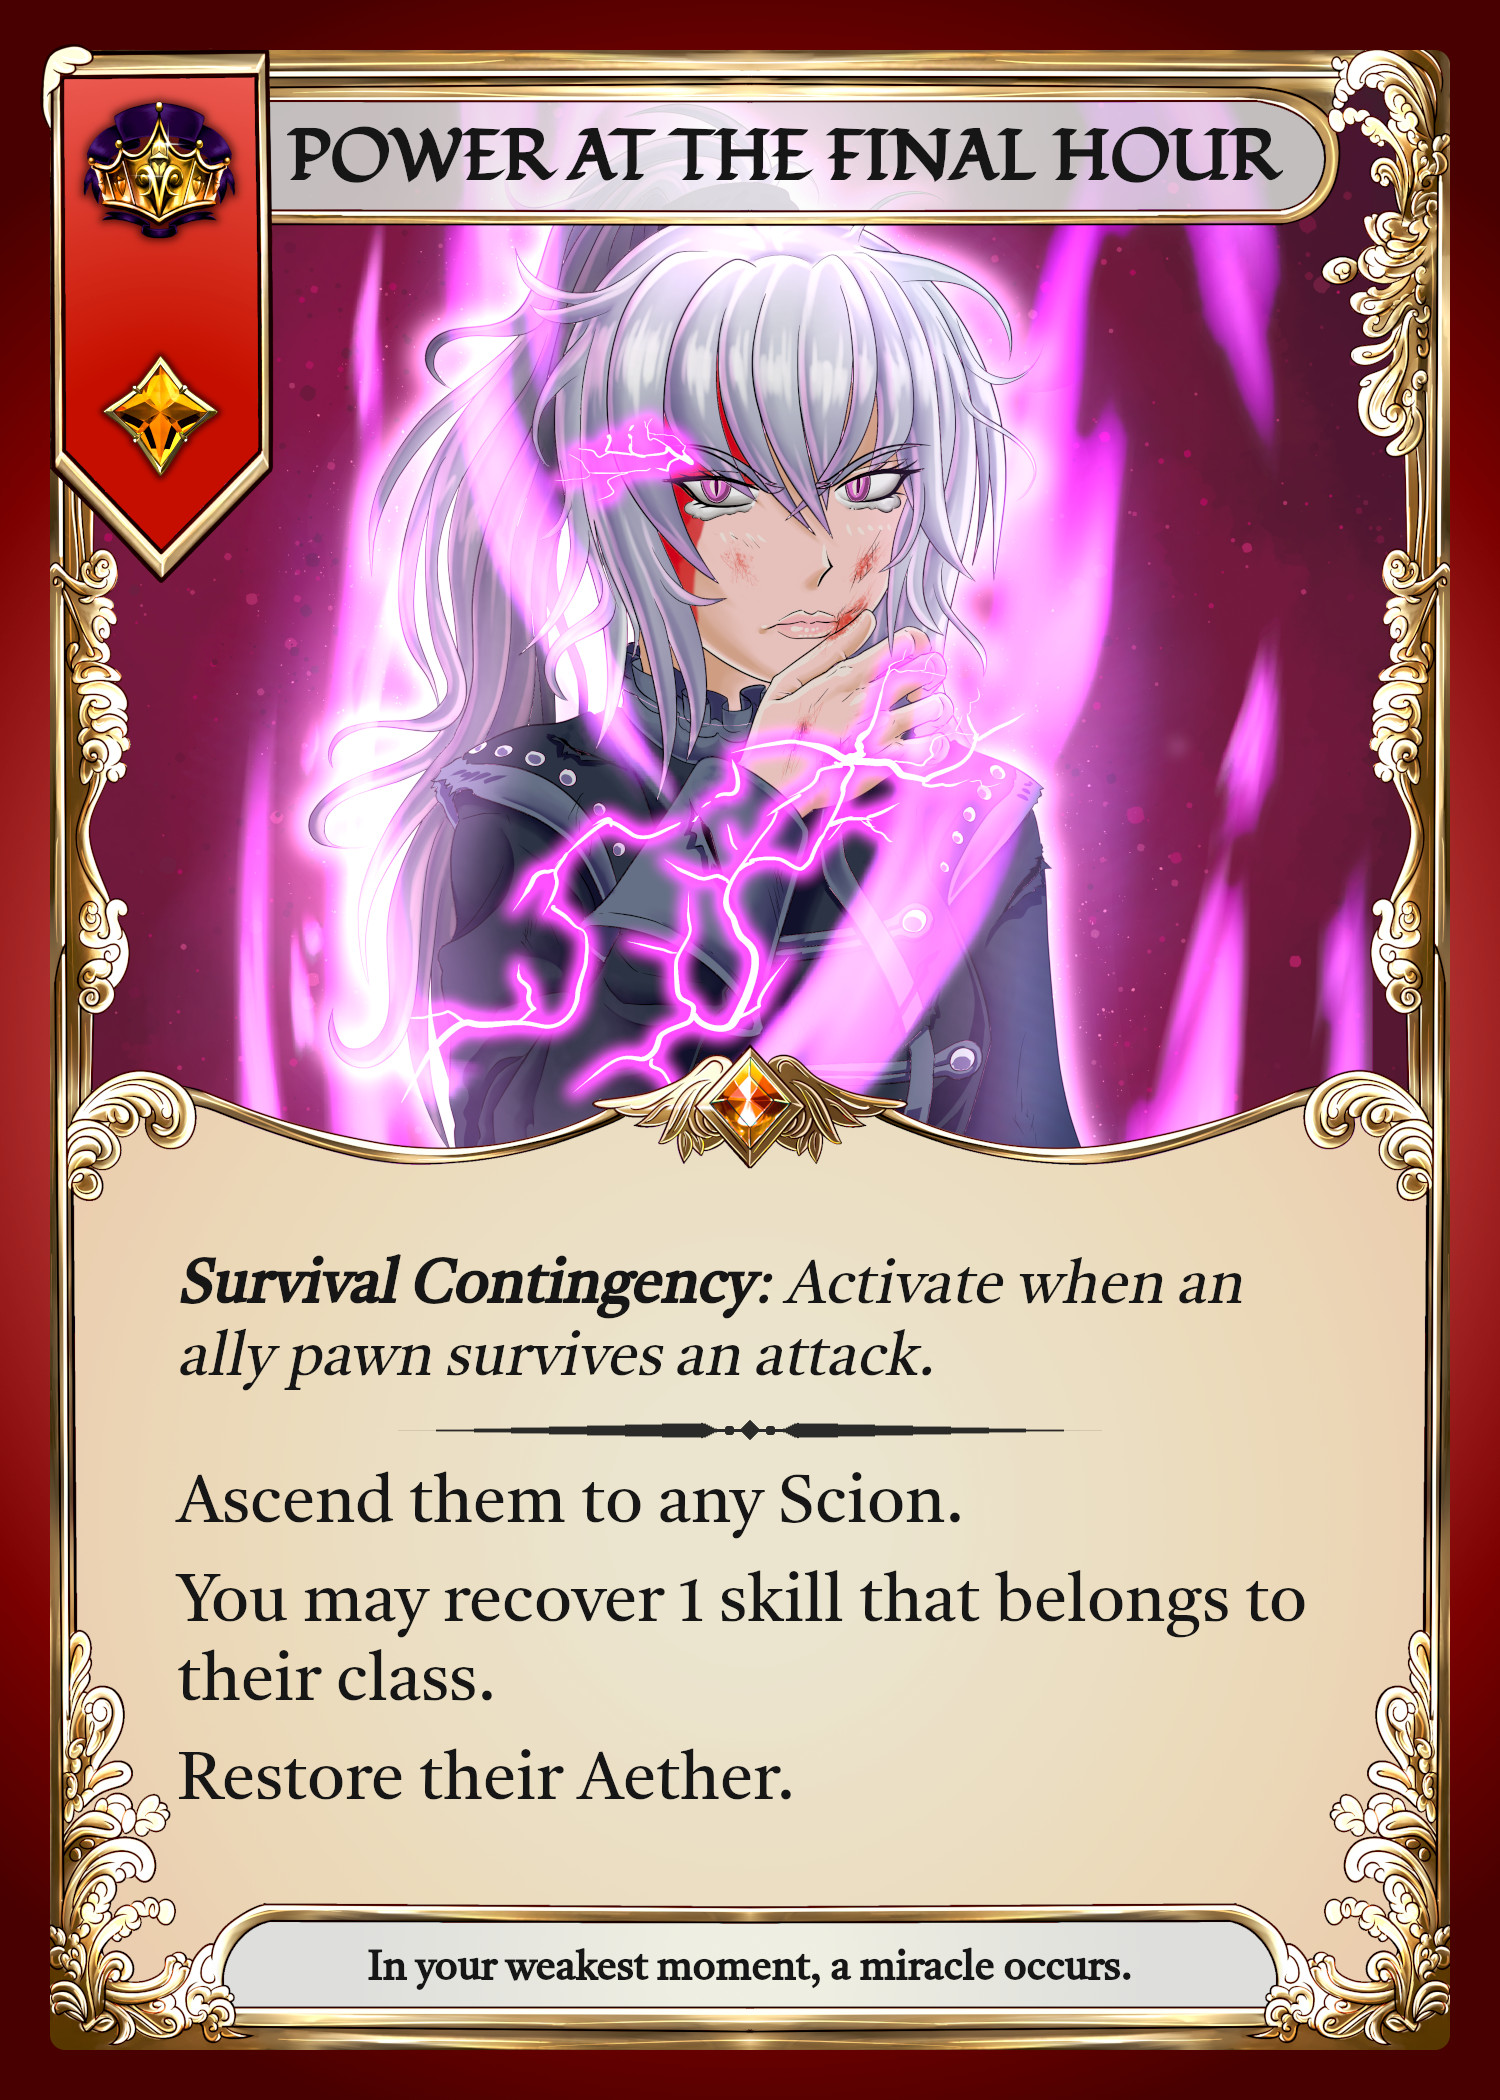 POWER AT THE FINAL HOUR
Survival Contingency: Activate when an
ally pawn survives an attack.
Ascend them to any Scion.
You may recover 1 skill that belongs to
their class.
Restore their Aether.
In your weakest moment, a miracle occurs.